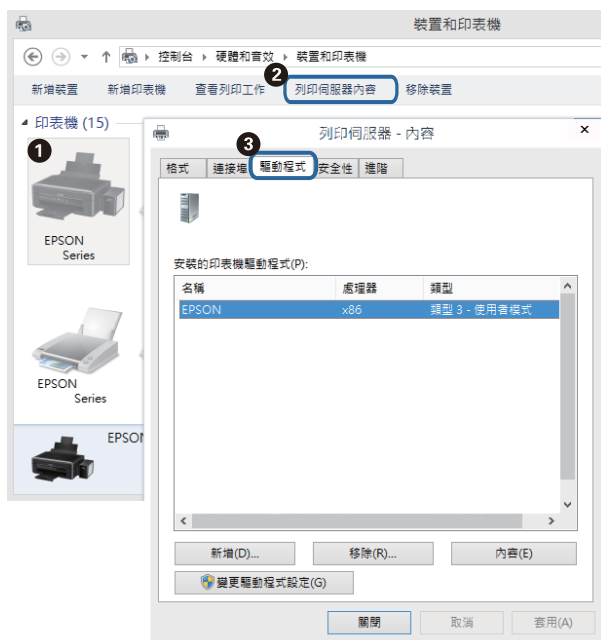 裝置和印表機
控制台 硬體和音效 裝置和印表機
2
新增裝置 新增印表機 查看列印工作 列印伺服器內容 移除裝置
印表機 (15)
1
EPSON
Series
EPSON
Series
EPSON
列印伺服器 - 內容
3
格式 連接埠 驅動程式 安全性 進階
安裝的印表機驅動程式(P):
名稱 處理器 類型
EPSON x86 類型 3 - 使用者模式
新增(D)... 移除(R)... 內容(E)
變更驅動程式設定(G)
關閉 取消 套用(A)